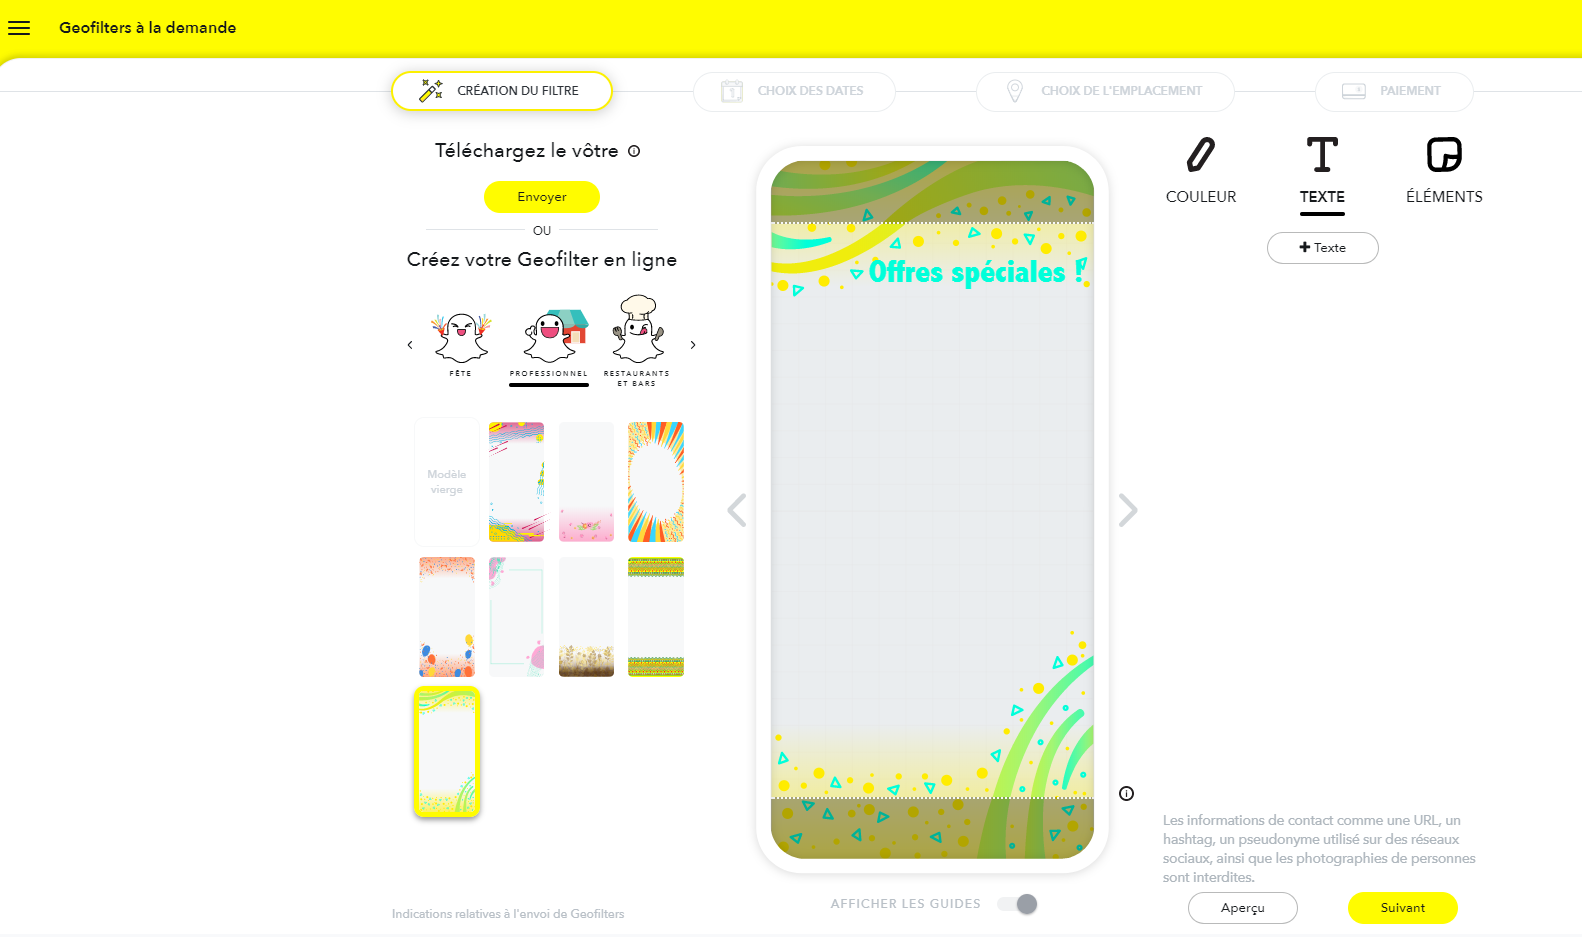 Geofilters à la demande
CRÉATION DU FILTRE
1
CHOIX DES DATES
CHOIX DE L'EMPLACEMENT
PAIEMENT
Téléchargez le vôtre
Envoyer
OU
Créez votre Geofilter en ligne
FÊTE
PROFESSIONNEL
RESTAURANTS
ET BARS
Modèle
vierge
Indications relatives à l'envoi de Geofilters
Offres spéciales !
AFFICHER LES GUIDES
COULEUR
TEXTE
ÉLÉMENTS
+ Texte
Les informations de contact comme une URL, un
hashtag, un pseudonyme utilisé sur des réseaux
sociaux, ainsi que les photographies de personnes
sont interdites.
Aperçu
Suivant